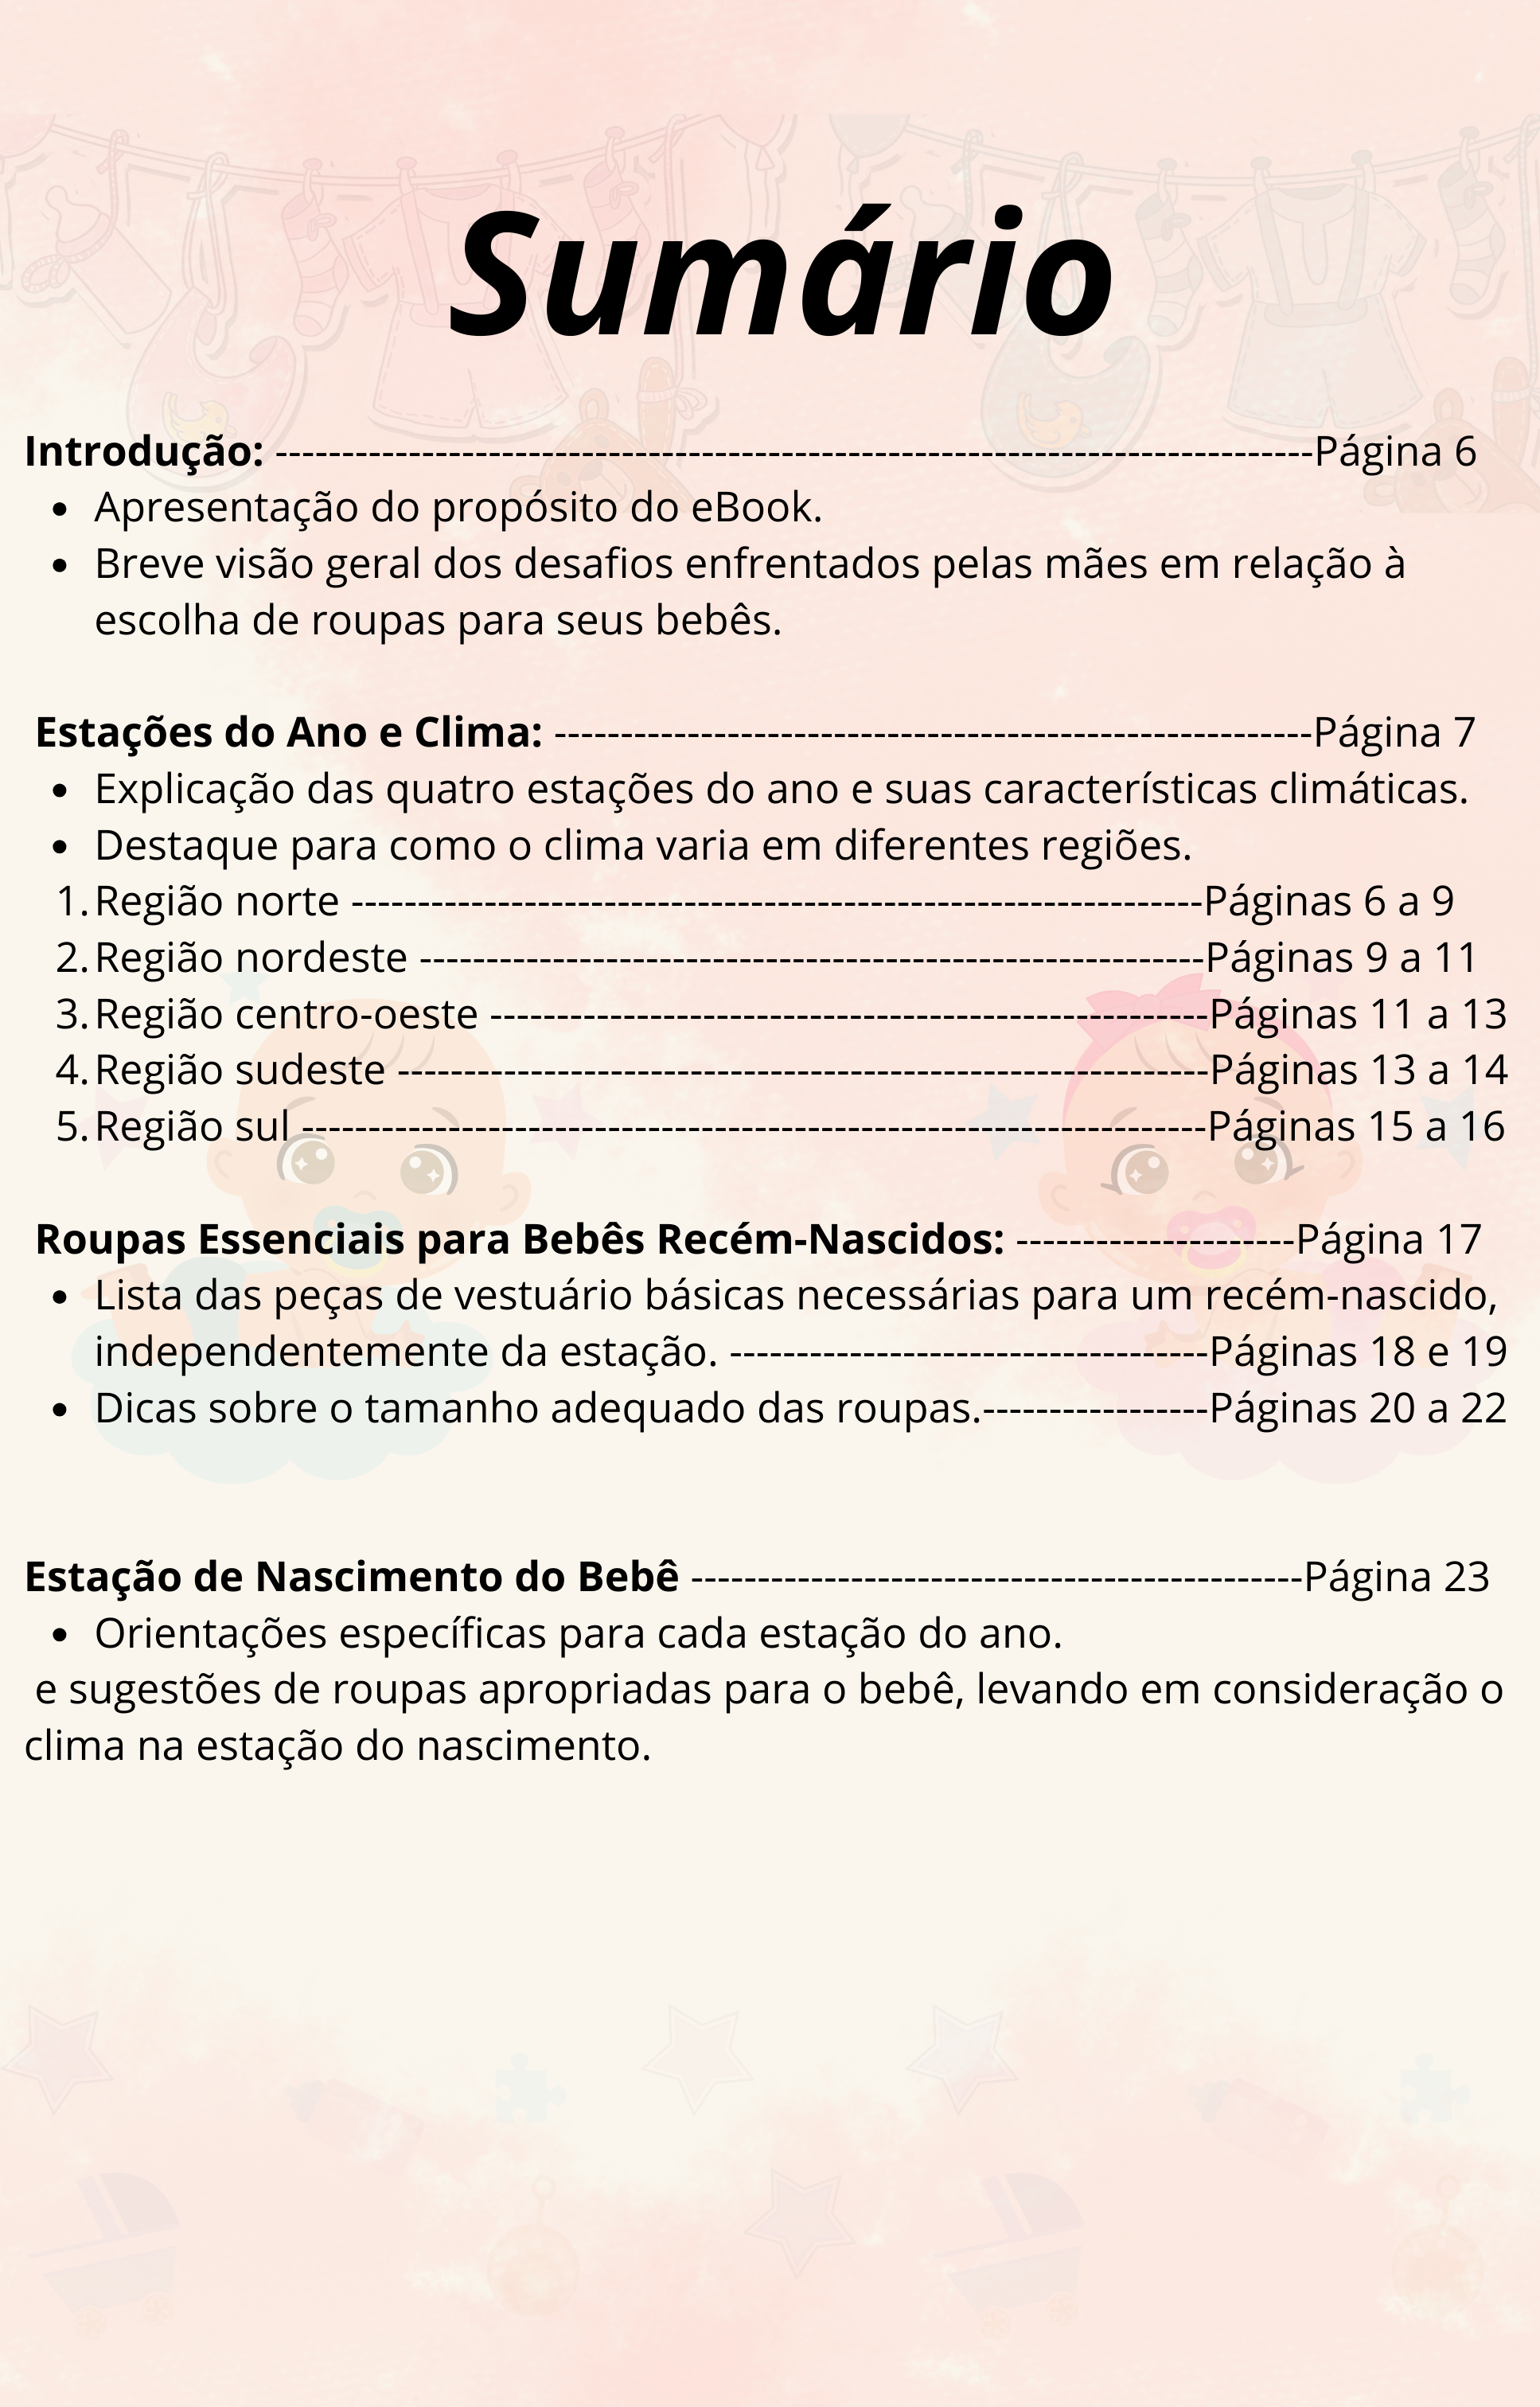 Sumário
Introdução: ------------------------------------------------------------------------------Página 6
• Apresentação do propósito do eBook.
• Breve visão geral dos desafios enfrentados pelas mães em relação à
escolha de roupas para seus bebês.
Estações do Ano e Clima: ---------------------------------------------------------Página 7
• Explicação das quatro estações do ano e suas características climáticas.
• Destaque para como o clima varia em diferentes regiões.
1. Região norte ----------------------------------------------------------------Páginas 6 a 9
2. Região nordeste -----------------------------------------------------------Páginas 9 a 11
3. Região centro-oeste ------------------------------------------------------Páginas 11 a 13
4. Região sudeste -------------------------------------------------------------Páginas 13 a 14
5. Região sul --------------------------------------------------------------------Páginas 15 a 16
Roupas Essenciais para Bebês Recém-Nascidos: ---------------------Página 17
• Lista das peças de vestuário básicas necessárias para um recém-nascido,
independentemente da estação. ------------------------------------Páginas 18 e 19
• Dicas sobre o tamanho adequado das roupas.-----------------Páginas 20 a 22
Estação de Nascimento do Bebê ----------------------------------------------Página 23
• Orientações específicas para cada estação do ano.
e sugestões de roupas apropriadas para o bebê, levando em consideração o
clima na estação do nascimento.